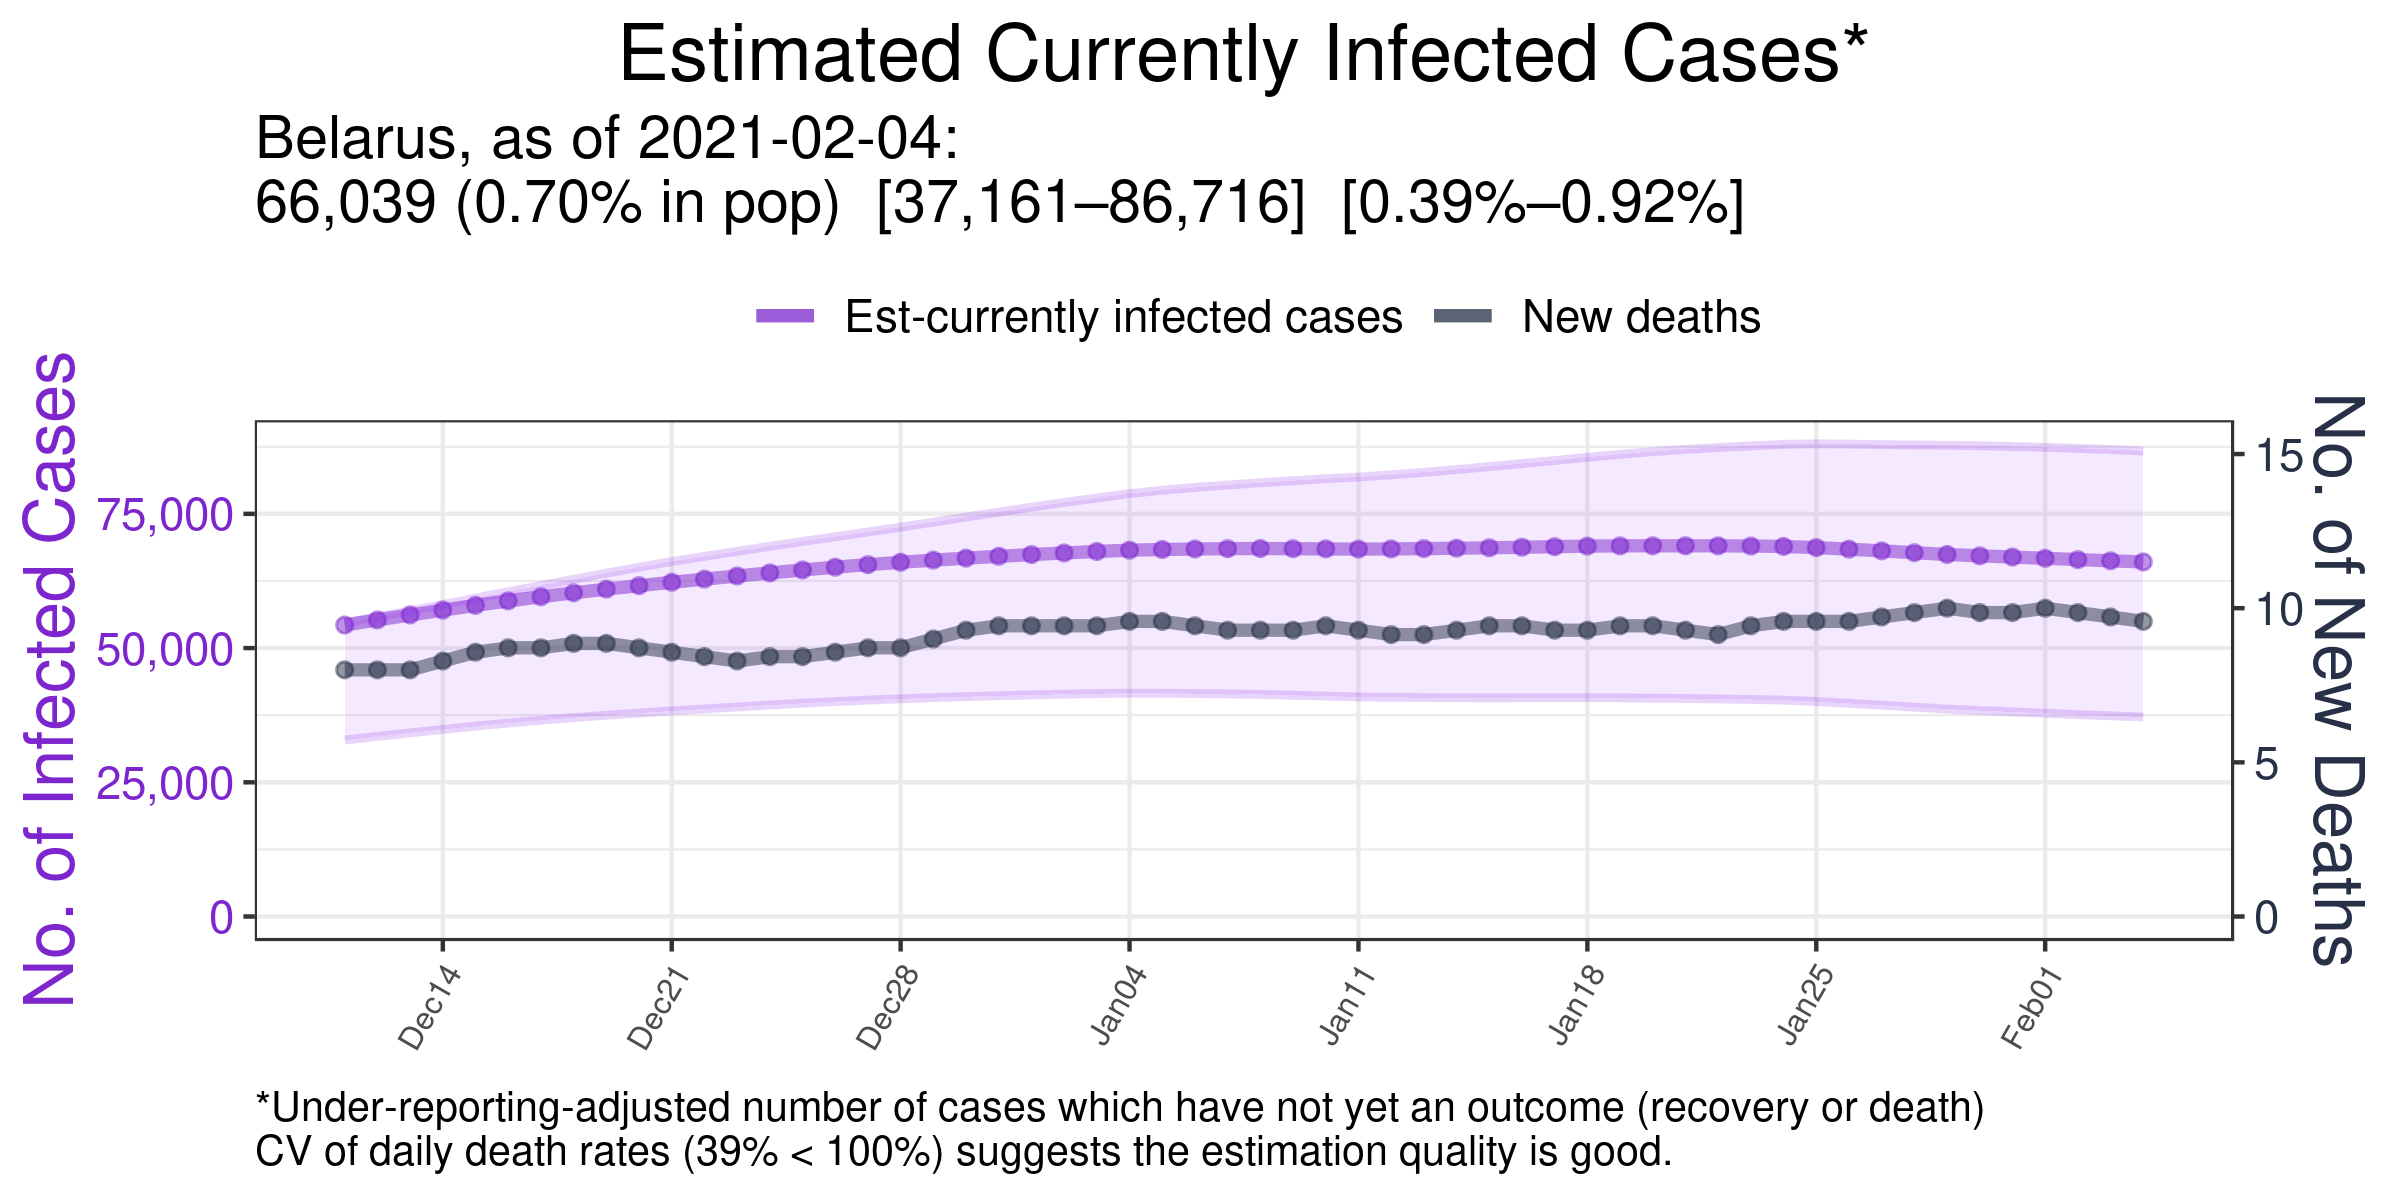 Estimated Currently Infected Cases*
Belarus, as of 2021-02-04:
66,039 (0.70% in pop)  [37,161–86,716]  [0.39%–0.92%]
Est-currently infected cases
New deaths
No. of Infected Cases
75,000
50,000
25,000
0
15
10
5
0
No. of New Deaths
Dec14
Dec21
Dec28
Jan04
Jan11
Jan18
Jan25
Feb01
*Under-reporting-adjusted number of cases which have not yet an outcome (recovery or death)
CV of daily death rates (39% < 100%) suggests the estimation quality is good.